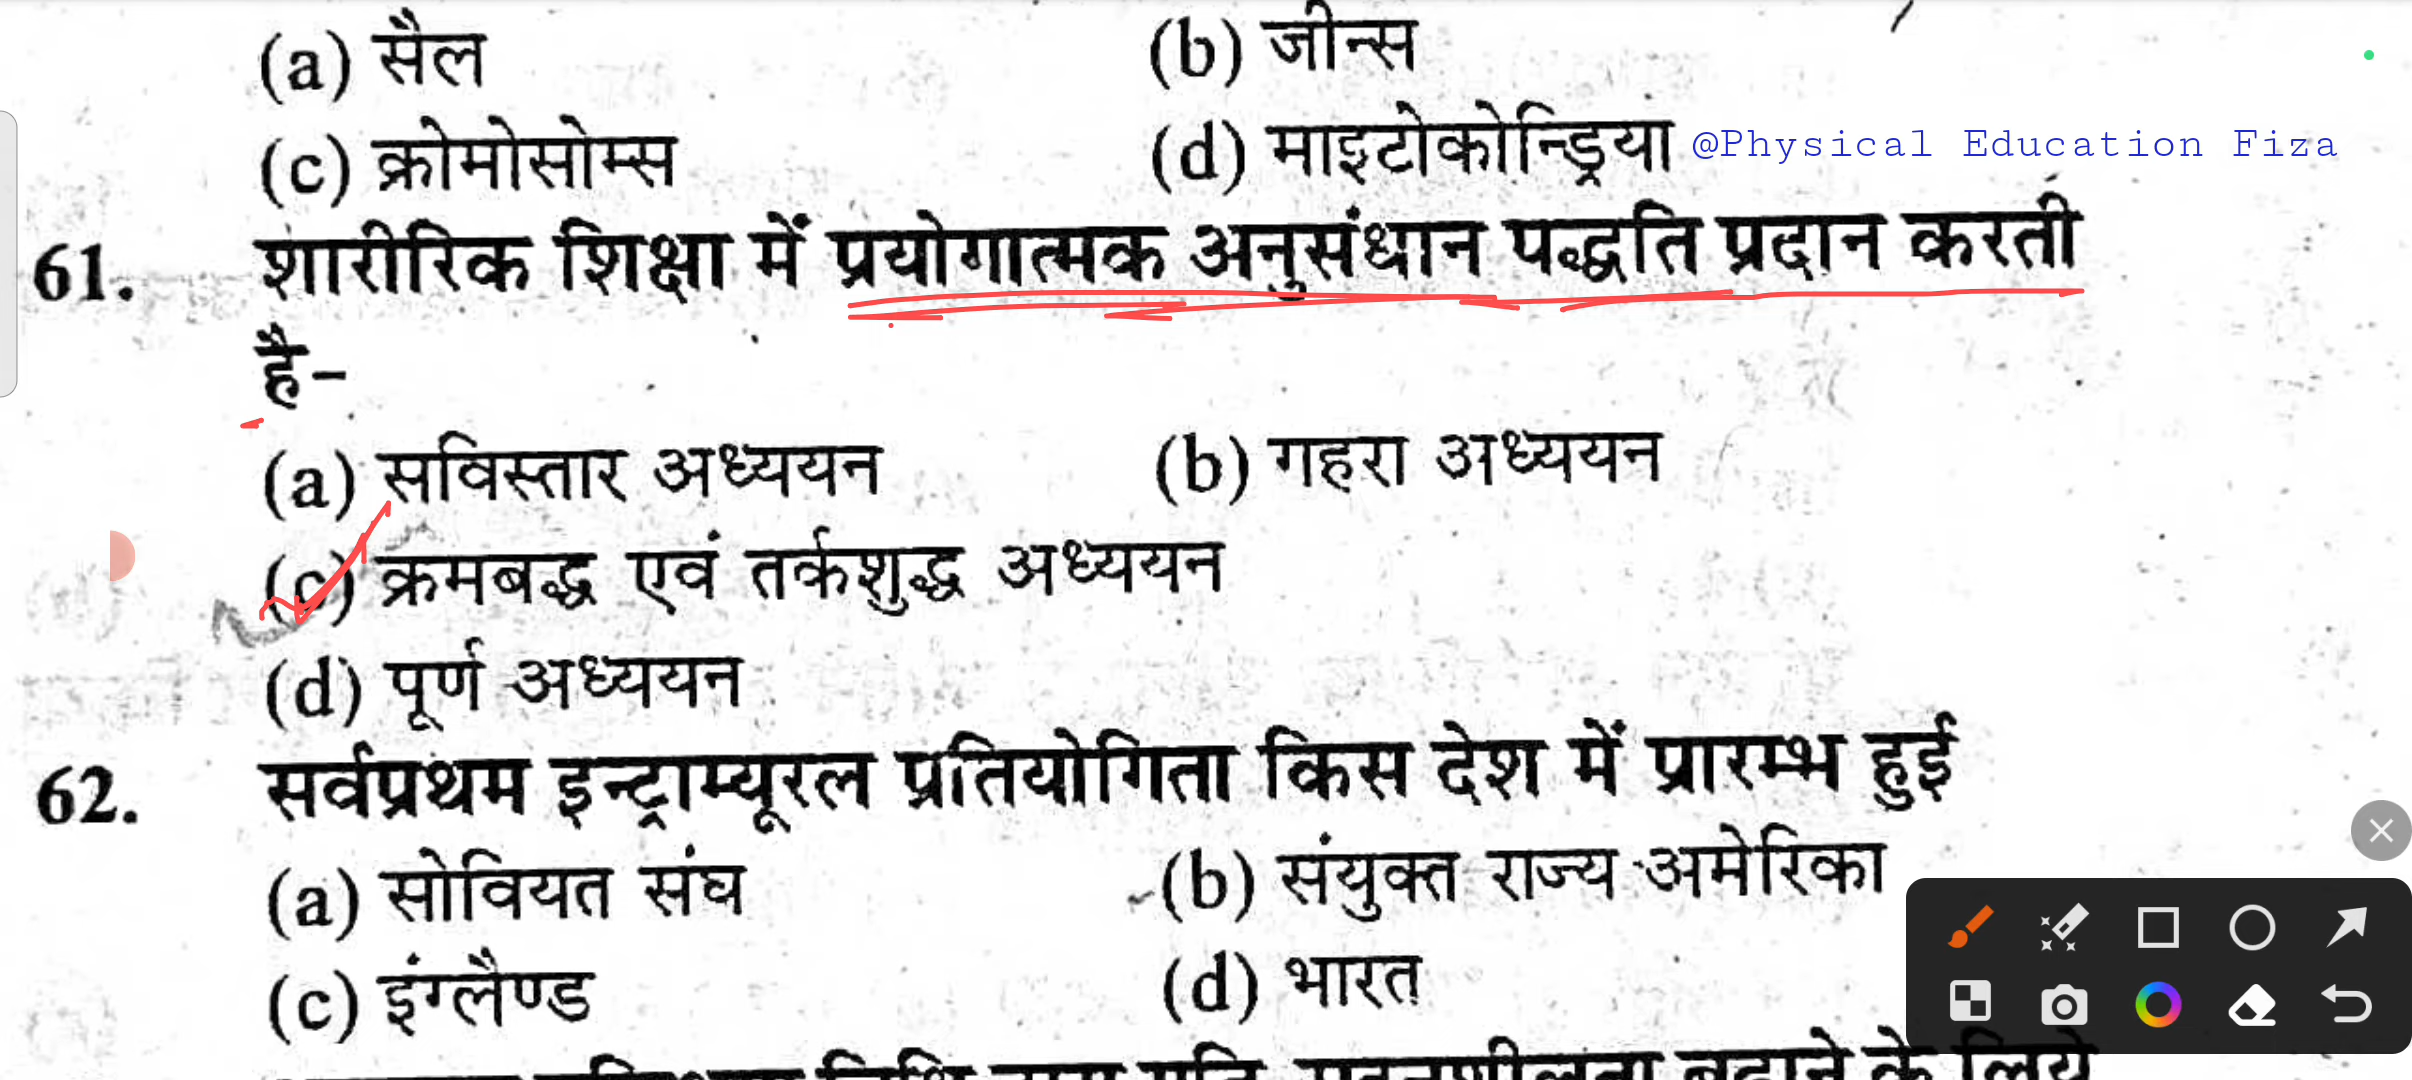 (a) सैल (b) जीन्स
(c) क्रोमोसोम्स (d) माइटोकोन्ड्रिया @Physical Education Fiza
61. शारीरिक शिक्षा में प्रयोगात्मक अनुसंधान पद्धति प्रदान करती
है-
(a) सविस्तार अध्ययन (b) गहरा अध्ययन
(c) क्रमबद्ध एवं तर्कशुद्ध अध्ययन
(d) पूर्ण अध्ययन
62. सर्वप्रथम इन्ट्राम्यूरल प्रतियोगिता किस देश में प्रारम्भ हुई
(a) सोवियत संघ (b) संयुक्त राज्य अमेरिका
(c) इंग्लैण्ड (d) भारत
बढ़ाने के लिये